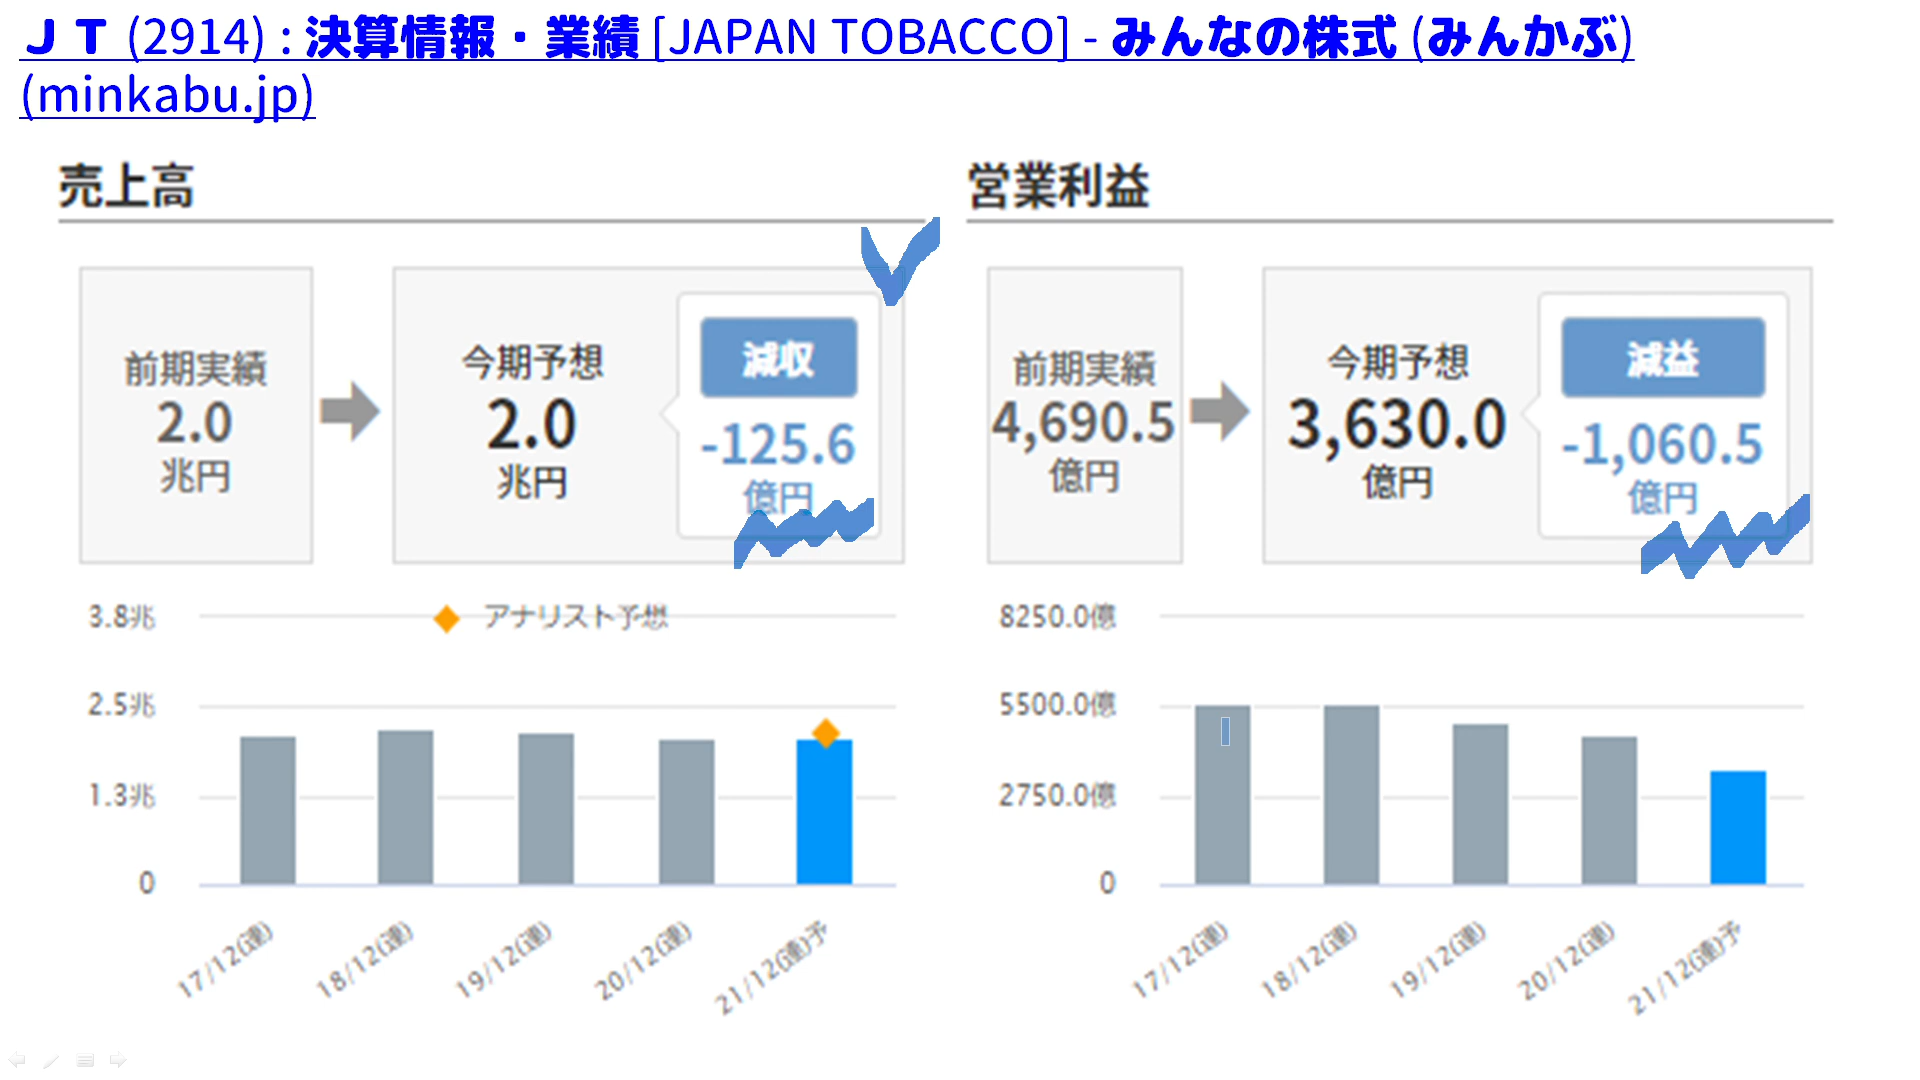 ＪＴ (2914) : 決算情報・業績 [JAPAN TOBACCO] - みんなの株式 (みんかぶ)
(minkabu.jp)
売上高
前期実績
2.0
兆円
今期予想
2.0
兆円
減収
-125.6
億円
3.8兆
アナリスト予想
2.5兆
1.3兆
0
17/12(連)
18/12(連)
19/12(連)
20/12(連)
21/12(連)予
営業利益
前期実績
4,690.5
億円
今期予想
3,630.0
億円
減益
-1,060.5
億円
8250.0億
5500.0億
2750.0億
0
17/12(連)
18/12(連)
19/12(連)
20/12(連)
21/12(連)予